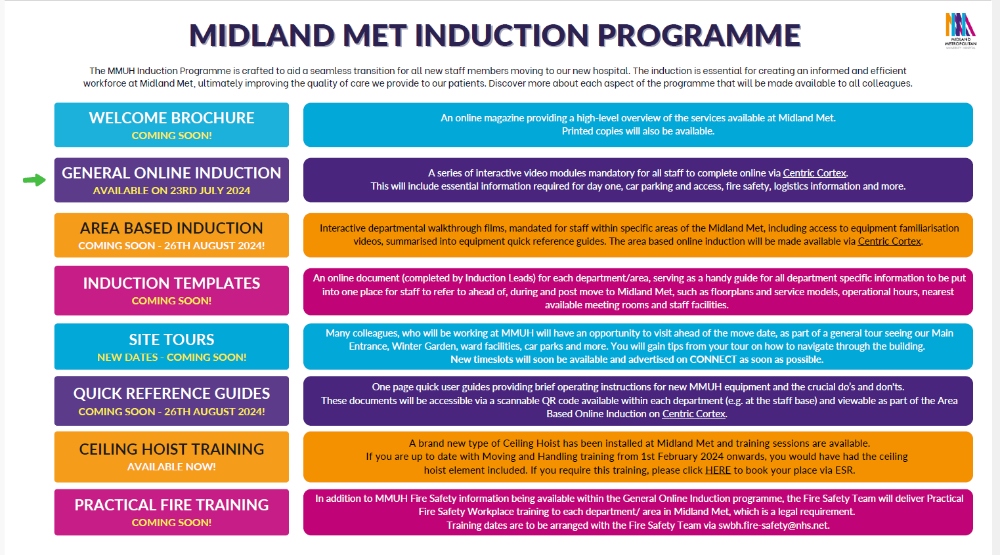 MIDLAND MET INDUCTION PROGRAMME
MIDLAND
METROPOLITAN
UNIVERSITY HOSPITAL
The MMUH Induction Programme is crafted to aid a seamless transition for all new staff members moving to our new hospital. The induction is essential for creating an informed and efficient
workforce at Midland Met, ultimately improving the quality of care we provide to our patients. Discover more about each aspect of the programme that will be made available to all colleagues.
WELCOME BROCHURE
COMING SOON!
An online magazine providing a high-level overview of the services available at Midland Met.
Printed copies will also be available.
GENERAL ONLINE INDUCTION
AVAILABLE ON 23RD JULY 2024
A series of interactive video modules mandatory for all staff to complete online via Centric Cortex.
This will include essential information required for day one, car parking and access, fire safety, logistics information and more.
AREA BASED INDUCTION
COMING SOON - 26TH AUGUST 2024!
Interactive departmental walkthrough films, mandated for staff within specific areas of the Midland Met, including access to equipment familiarisation
videos, summarised into equipment quick reference guides. The area based online induction will be made available via Centric Cortex.
INDUCTION TEMPLATES
COMING SOON!
An online document (completed by Induction Leads) for each department/area, serving as a handy guide for all department specific information to be put
into one place for staff to refer to ahead of, during and post move to Midland Met, such as floorplans and service models, operational hours, nearest
available meeting rooms and staff facilities.
SITE TOURS
NEW DATES - COMING SOON!
Many colleagues, who will be working at MMUH will have an opportunity to visit ahead of the move date, as part of a general tour seeing our Main
Entrance, Winter Garden, ward facilities, car parks and more. You will gain tips from your tour on how to navigate through the building.
New timeslots will soon be available and advertised on CONNECT as soon as possible.
QUICK REFERENCE GUIDES
COMING SOON - 26TH AUGUST 2024!
One page quick user guides providing brief operating instructions for new MMUH equipment and the crucial do's and don'ts.
These documents will be accessible via a scannable QR code available within each department (e.g. at the staff base) and viewable as part of the Area
Based Online Induction on Centric Cortex.
CEILING HOIST TRAINING
AVAILABLE NOW!
A brand new type of Ceiling Hoist has been installed at Midland Met and training sessions are available.
If you are up to date with Moving and Handling training from 1st February 2024 onwards, you would have had the ceiling
hoist element included. If you require this training, please click HERE to book your place via ESR.
PRACTICAL FIRE TRAINING
COMING SOON!
In addition to MMUH Fire Safety information being available within the General Online Induction programme, the Fire Safety Team will deliver Practical
Fire Safety Workplace training to each department/ area in Midland Met, which is a legal requirement.
Training dates are to be arranged with the Fire Safety Team via swbh.fire-safety@nhs.net.